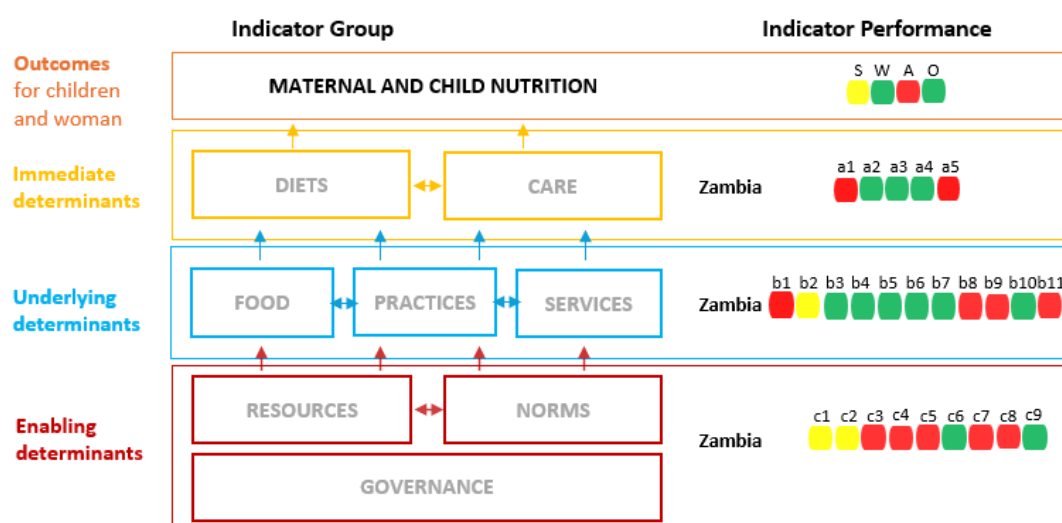 Indicator Group
Indicator Performance
Outcomes
for children
and woman
MATERNAL AND CHILD NUTRITION
S W A O
Immediate
determinants
DIETS
CARE
Zambia
a1 a2 a3 a4 a5
Underlying
determinants
FOOD
PRACTICES
SERVICES
Zambia
b1 b2 b3 b4 b5 b6 b7 b8 b9 b10 b11
Enabling
determinants
RESOURCES
NORMS
Zambia
c1 c2 c3 c4 c5 c6 c7 c8 c9
GOVERNANCE